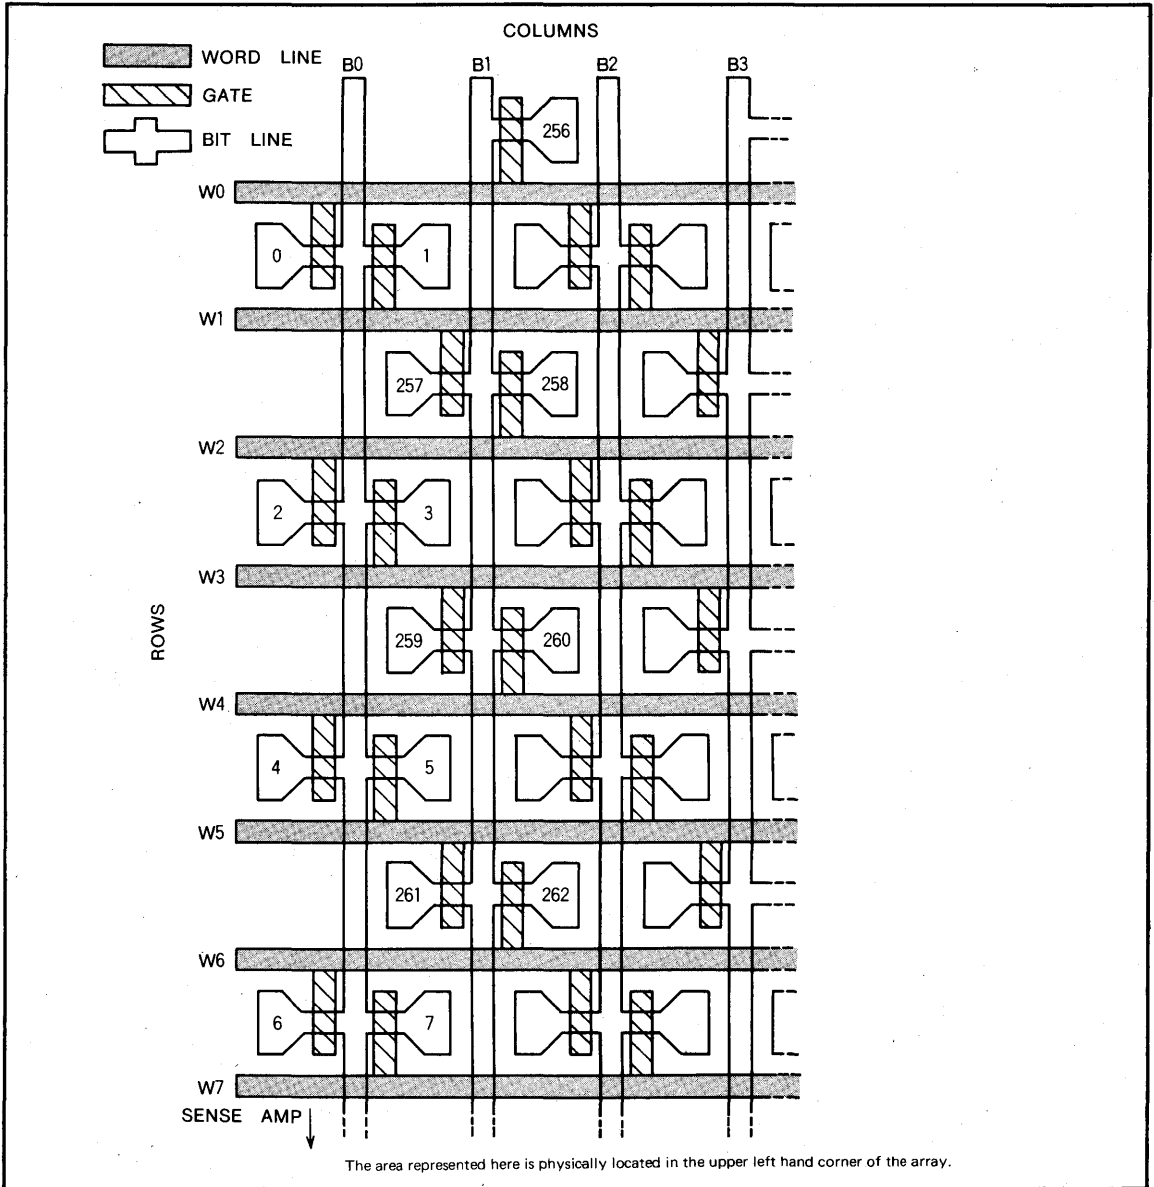 COLUMNS
WORD LINE
GATE
BIT LINE
B0 B1 B2 B3
256
W0
0 1
W1
257 258
W2
2 3
W3
259 260
ROWS
W4
4 5
W5
261 262
W6
6 7
W7
SENSE AMP
The area represented here is physically located in the upper left hand corner of the array.